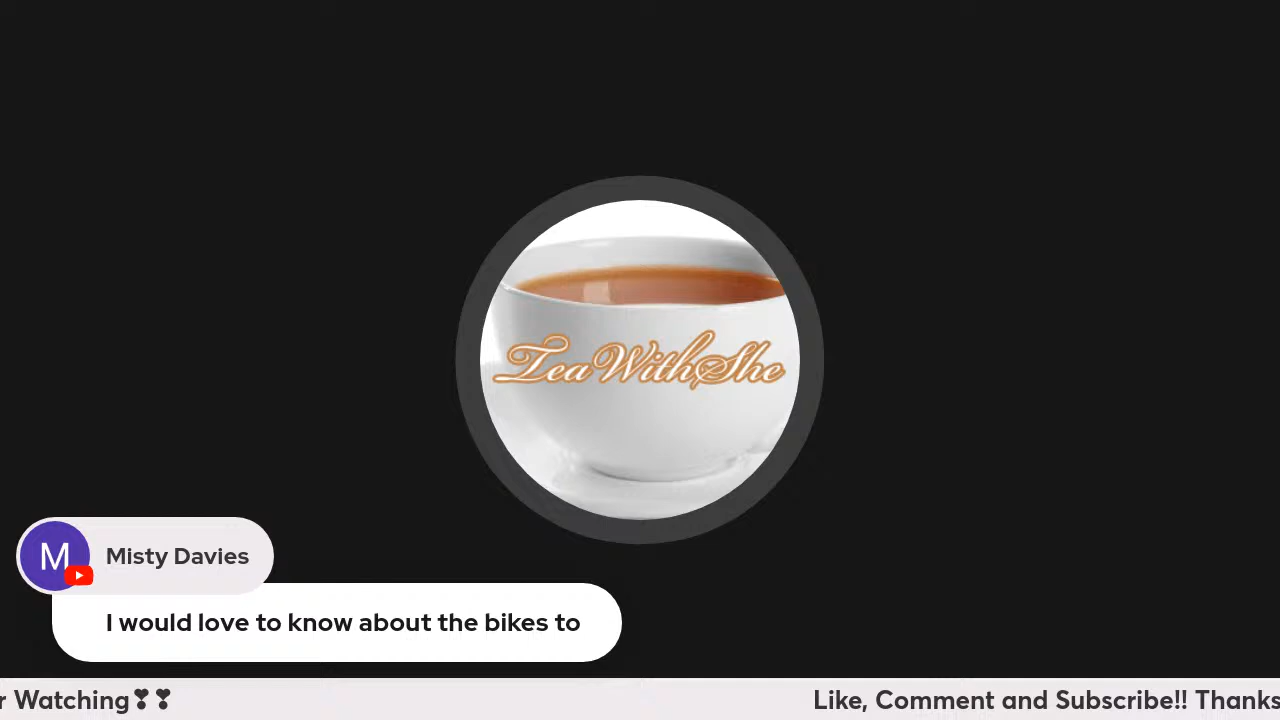 TeaWithShe
M
Misty Davies
I would love to know about the bikes to
r Watching❣❣ Like, Comment and Subscribe!! Thanks